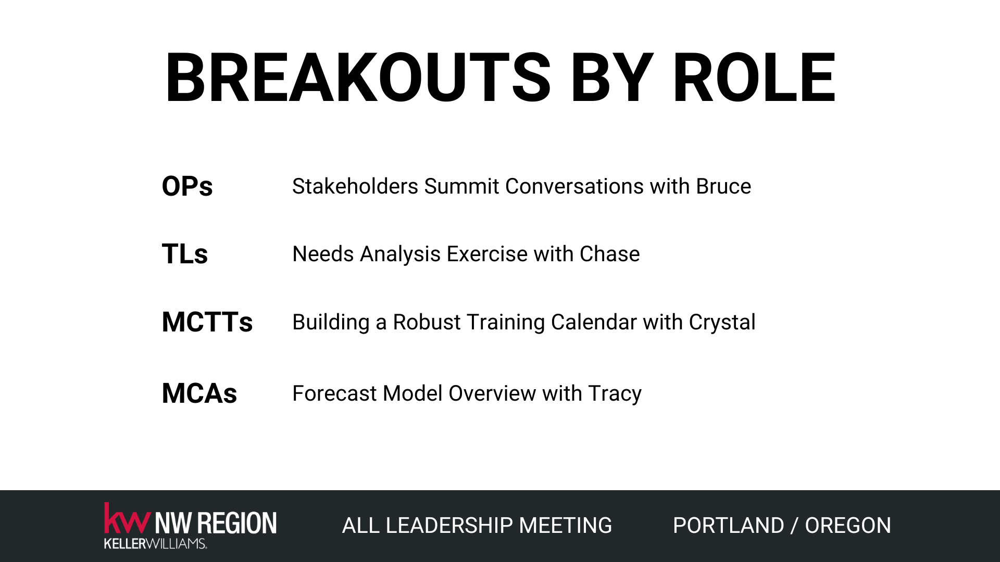 BREAKOUTS BY ROLE
OPs Stakeholders Summit Conversations with Bruce
TLs Needs Analysis Exercise with Chase
MCTTs Building a Robust Training Calendar with Crystal
MCAs Forecast Model Overview with Tracy
kw NW REGION
KELLERWILLIAMS.
ALL LEADERSHIP MEETING
PORTLAND / OREGON